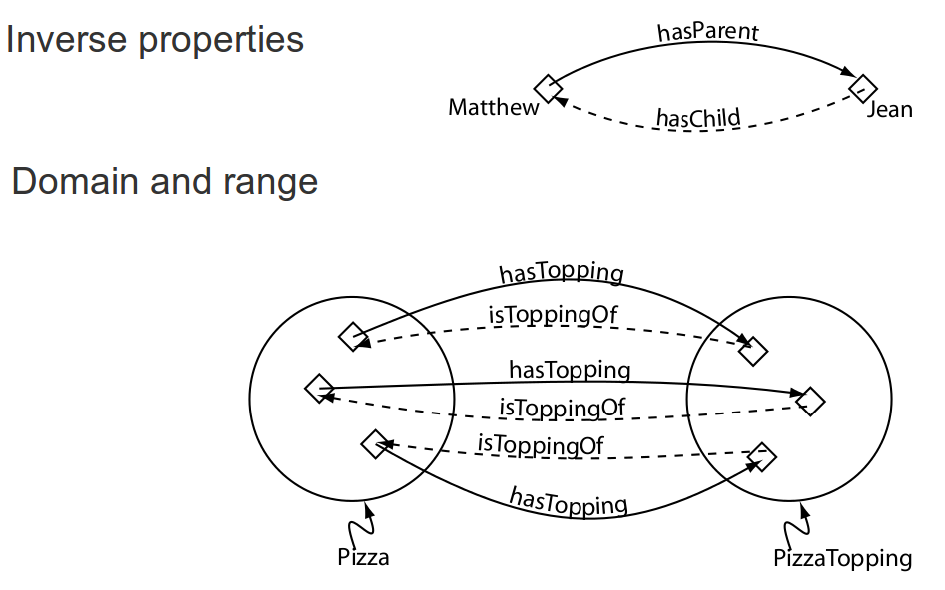 Inverse properties
hasParent
Matthew
Jean
hasChild
Domain and range
hasTopping
isToppingOf
hasTopping
isToppingOf
isToppingOf
hasTopping
Pizza
PizzaTopping